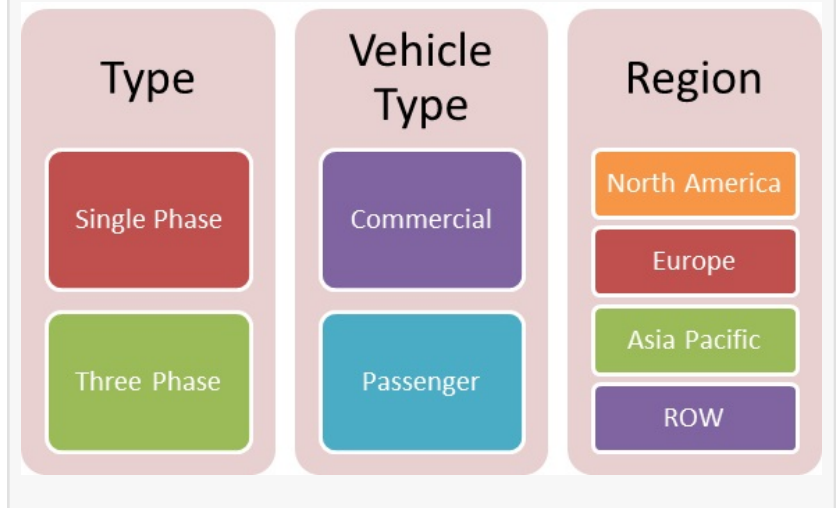 Type
Single Phase
Three Phase
Vehicle
Type
Commercial
Passenger
Region
North America
Europe
Asia Pacific
ROW